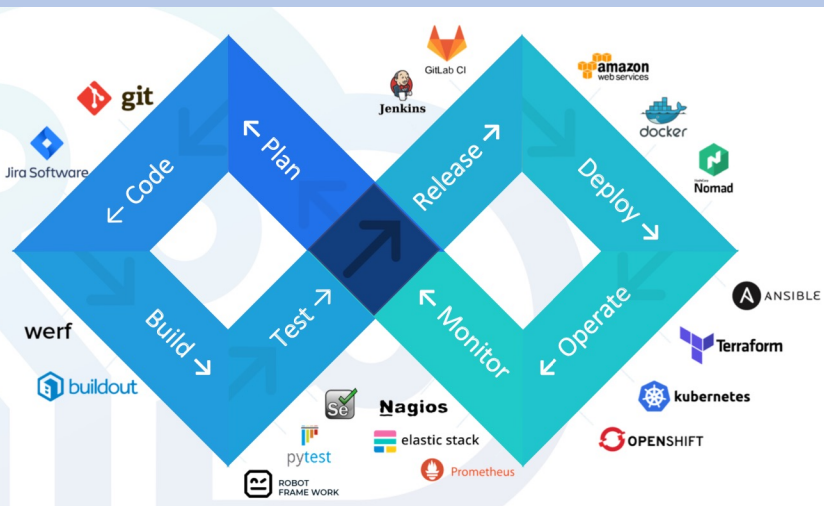 git
Jira Software
← Code
← Plan
Build →
Test →
werf
buildout
Se
pytest
ROBOT
FRAME WORK
Nagios
elastic stack
Prometheus
GitLab CI
Jenkins
Release →
Deploy →
← Monitor
← Operate
amazon
web services
docker
Nomad
A ANSIBLE
Terraform
kubernetes
OPENSHIFT